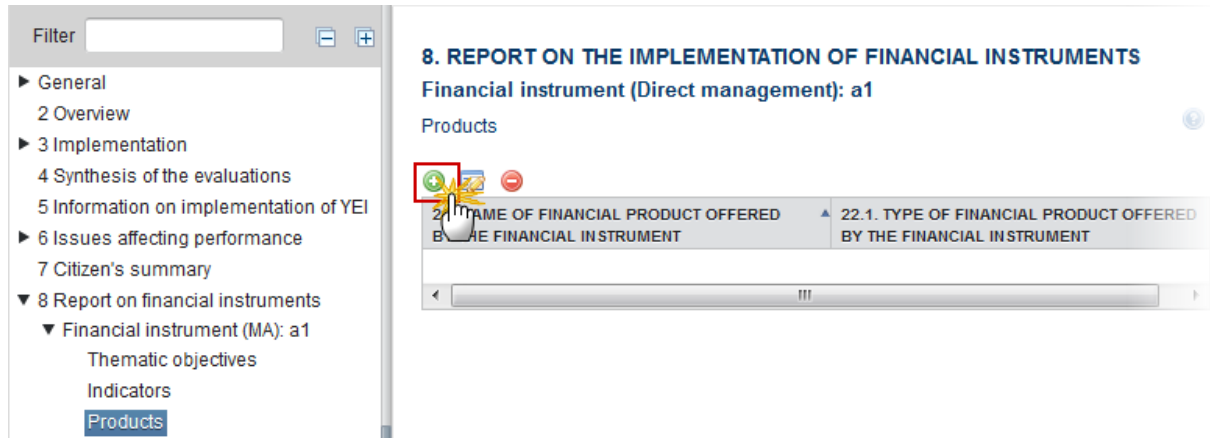 Filter
General
2 Overview
3 Implementation
4 Synthesis of the evaluations
5 Information on implementation of YEI
6 Issues affecting performance
7 Citizen's summary
8 Report on financial instruments
Financial instrument (MA): a1
Thematic objectives
Indicators
Products
8. REPORT ON THE IMPLEMENTATION OF FINANCIAL INSTRUMENTS
Financial instrument (Direct management): a1
Products
OF FINANCIAL PRODUCT OFFERED
FINANCIAL INSTRUMENT
22.1. TYPE OF FINANCIAL PRODUCT OFFERED
BY THE FINANCIAL INSTRUMENT